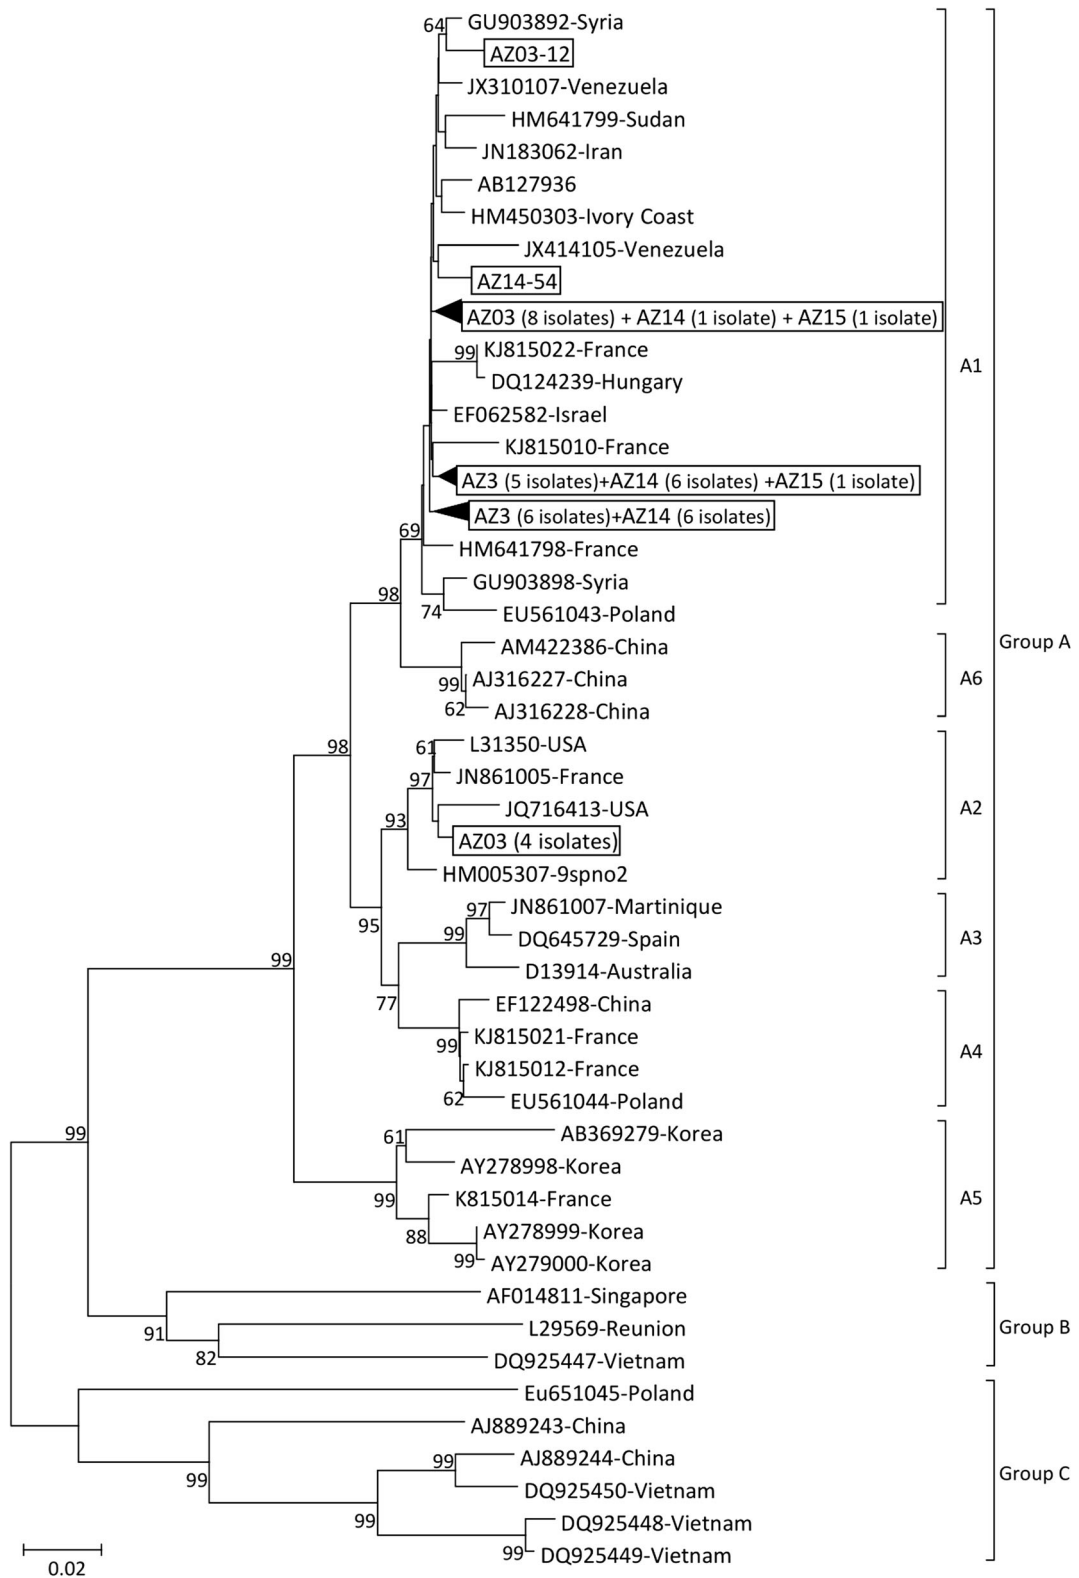 64
GU903892-Syria
AZ03-12
JX310107-Venezuela
HM641799-Sudan
JN183062-Iran
AB127936
HM450303-Ivory Coast
JX414105-Venezuela
AZ14-54
AZ03 (8 isolates) + AZ14 (1 isolate) + AZ15 (1 isolate)
99
KJ815022-France
A1
DQ124239-Hungary
EF062582-Israel
KJ815010-France
AZ3 (5 isolates)+AZ14 (6 isolates) +AZ15 (1 isolate)
AZ3 (6 isolates)+AZ14 (6 isolates)
69
HM641798-France
GU903898-Syria
98
74
EU561043-Poland
Group A
AM422386-China
AJ316227-China
99
A6
62
AJ316228-China
98
61
L31350-USA
97
JN861005-France
JQ716413-USA
A2
93
AZ03 (4 isolates)
HM005307-9spno2
97
JN861007-Martinique
95
99
DQ645729-Spain
A3
99
D13914-Australia
77
EF122498-China
KJ815021-France
99
A4
KJ815012-France
62
EU561044-Poland
99
61
AB369279-Korea
AY278998-Korea
99
K815014-France
A5
88
AY278999-Korea
99
AY279000-Korea
AF014811-Singapore
91
L29569-Reunion
Group B
82
DQ925447-Vietnam
Eu651045-Poland
AJ889243-China
99
99
AJ889244-China
Group C
DQ925450-Vietnam
99
DQ925448-Vietnam
99
DQ925449-Vietnam
0.02